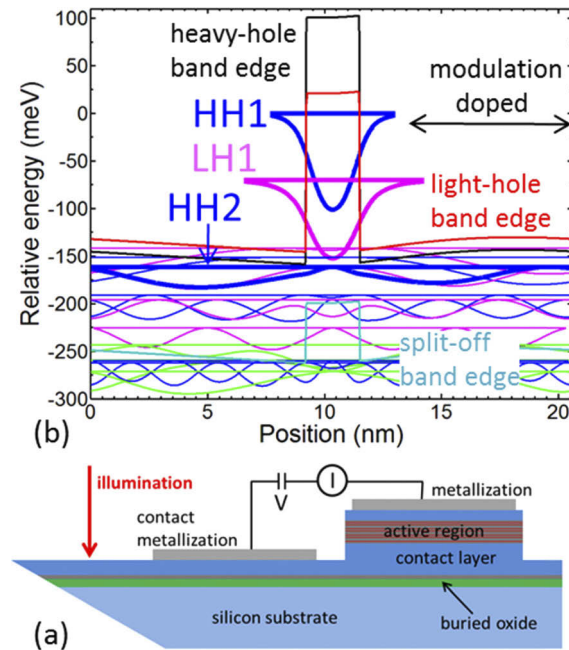 100
50
0
-50
-100
-150
-200
-250
-300
Relative energy (meV)
heavy-hole
band edge
modulation
doped
HH1
LH1
light-hole
band edge
HH2
split-off
band edge
0
5
10
15
20
(b)
Position (nm)
illumination
V
I
metallization
contact
metallization
active region
contact layer
silicon substrate
buried oxide
(a)